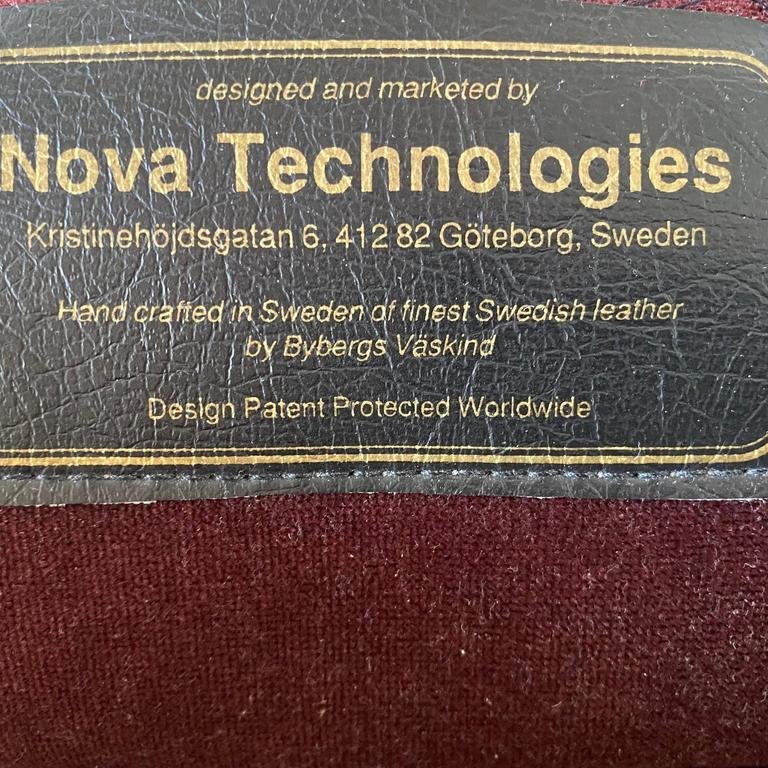 designed and marketed by
Nova Technologies
Kristinehöjdsgatan 6, 412 82 Göteborg, Sweden
Hand crafted in Sweden of finest Swedish leather
by Bybergs Väskind
Design Patent Protected Worldwide